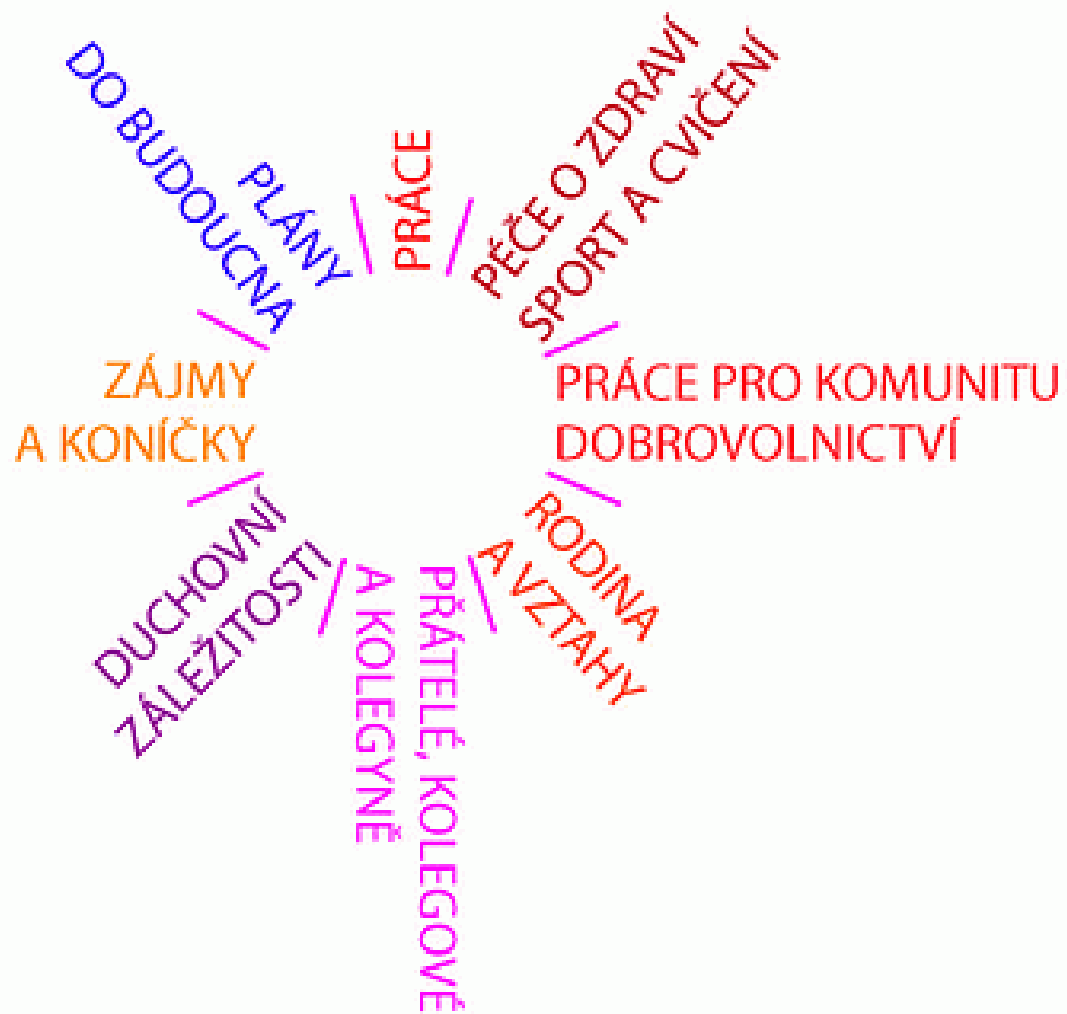 PRÁCE
PÉČE O ZDRAVÍ
SPORT A CVIČENÍ
PRÁCE PRO KOMUNITU
DOBROVOLNICTVÍ
RODINA
A VZTAHY
PŘÁTELÉ, KOLEGOVÉ
A KOLEGYNĚ
DUCHOVNÍ
ZÁLEŽITOSTI
ZÁJMY
A KONÍČKY
PLÁNY
DO BUDOUCNA